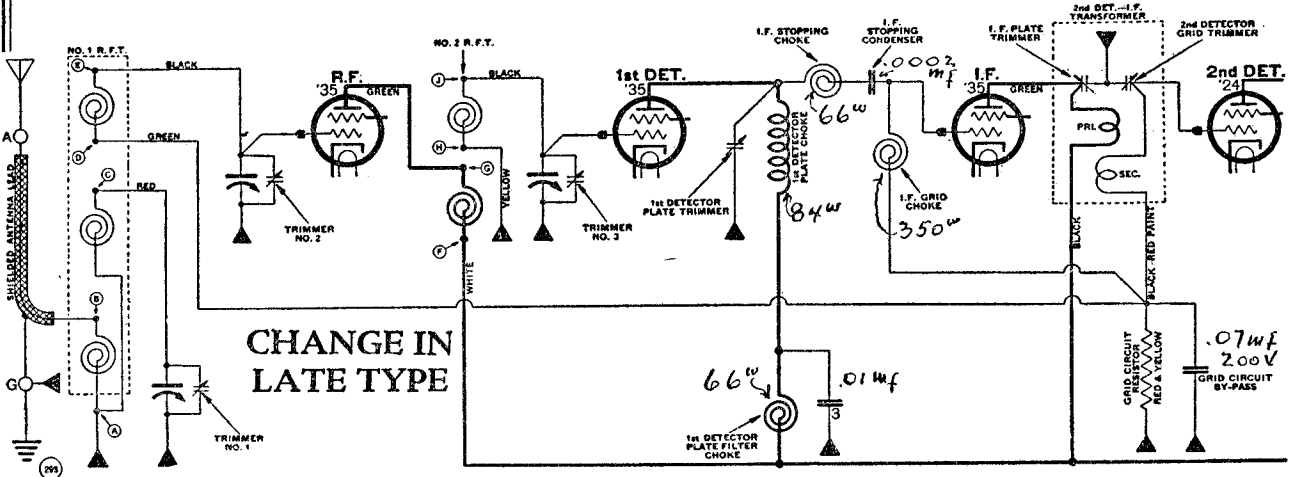 2nd DET.–I.F.
TRANSFORMER
I.F. STOPPING
CHOKE
I.F.
STOPPING
CONDENSER
I.F. PLATE
TRIMMER
2nd DETECTOR
GRID TRIMMER
NO. 1 R.F.T.
NO. 2 R.F.T.
E
BLACK
J
BLACK
R.F.
'35
GREEN
1st DET.
'35
.0002
mf
66w
I.F.
'35
GREEN
2nd DET.
'24
A
D
GREEN
H
G
YELLOW
F
WHITE
C
RED
SHIELDED ANTENNA LEAD
B
TRIMMER
NO. 2
TRIMMER
NO. 3
1st DETECTOR
PLATE TRIMMER
1st DETECTOR
PLATE CHOKE
84w
I.F. GRID
CHOKE
350w
PRI.
SEC.
BLACK
BLACK-RED PAINT
CHANGE IN
LATE TYPE
G
A
TRIMMER
NO. 1
295
66w
.01 mf
3
1st DETECTOR
PLATE FILTER
CHOKE
GRID CIRCUIT
RESISTOR
RED & YELLOW
.07mf
200V
GRID CIRCUIT
BY-PASS